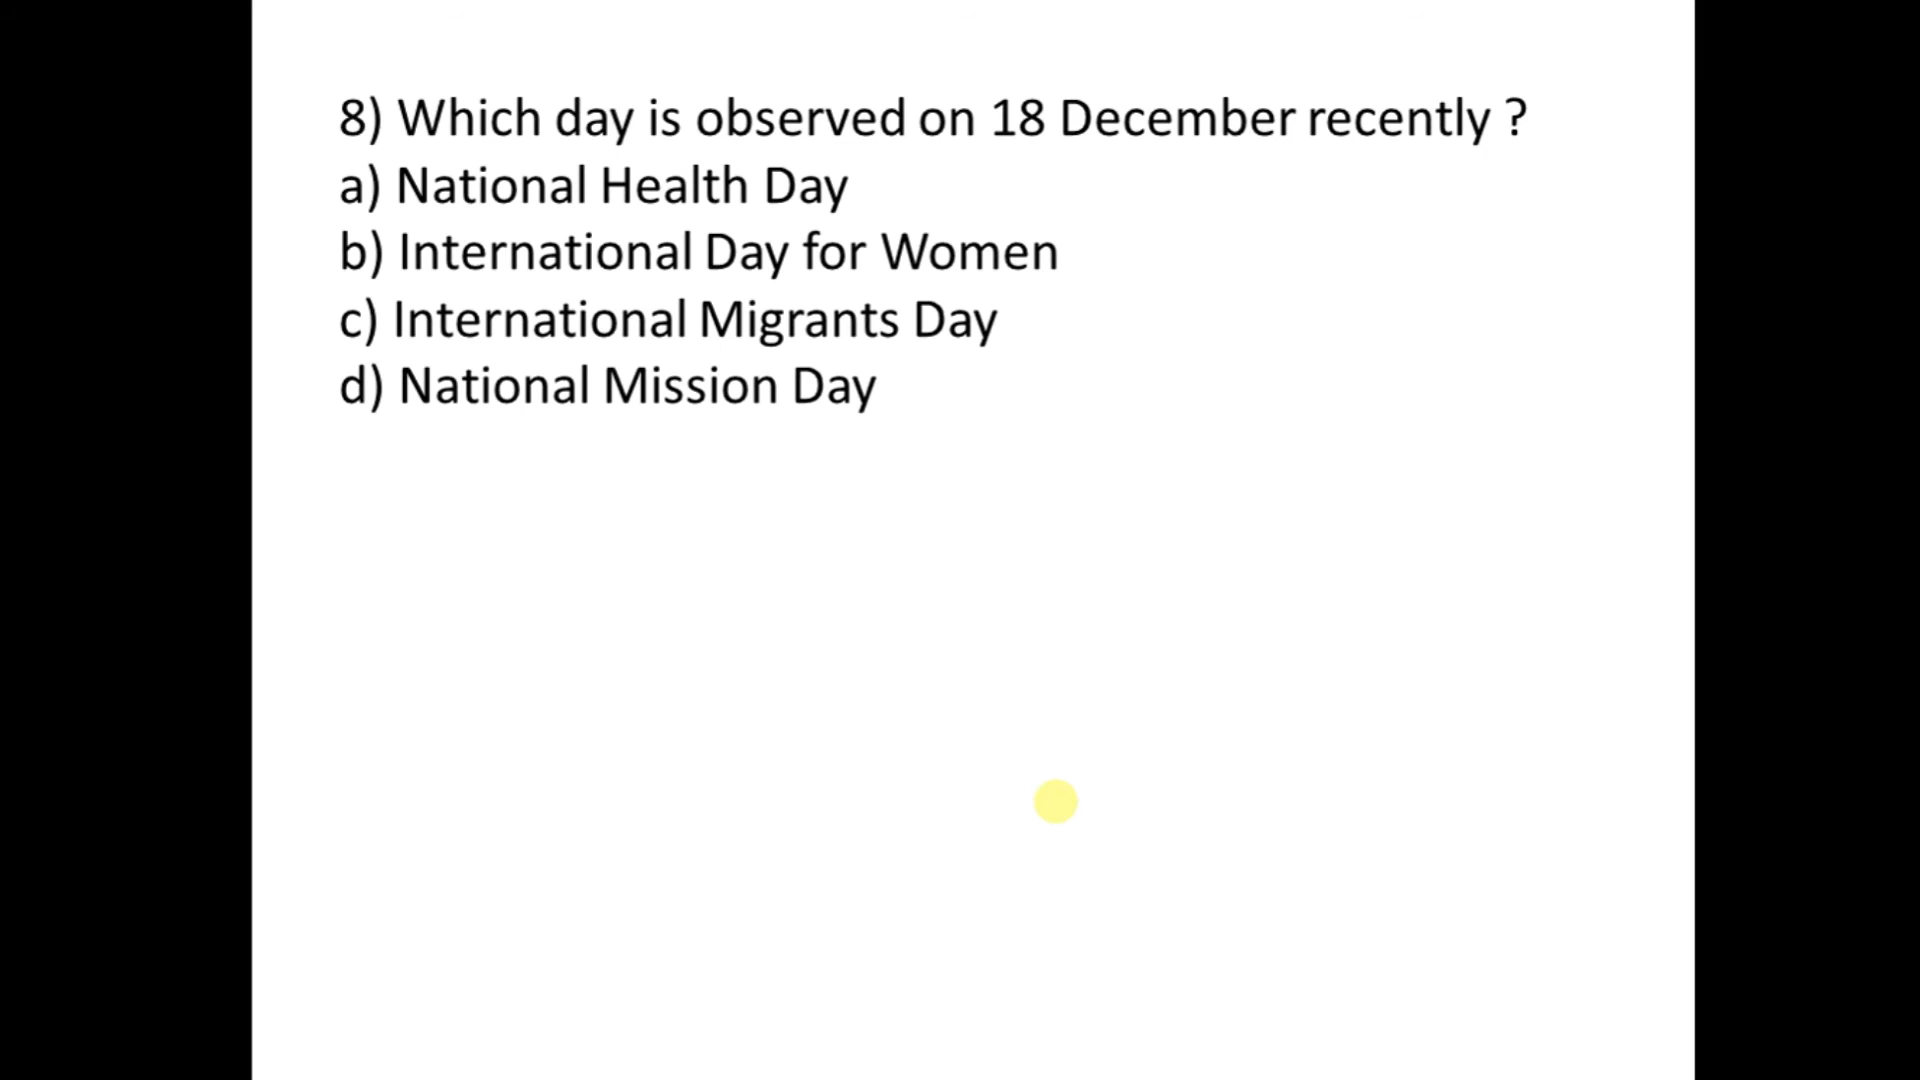 8) Which day is observed on 18 December recently ?
a) National Health Day
b) International Day for Women
c) International Migrants Day
d) National Mission Day